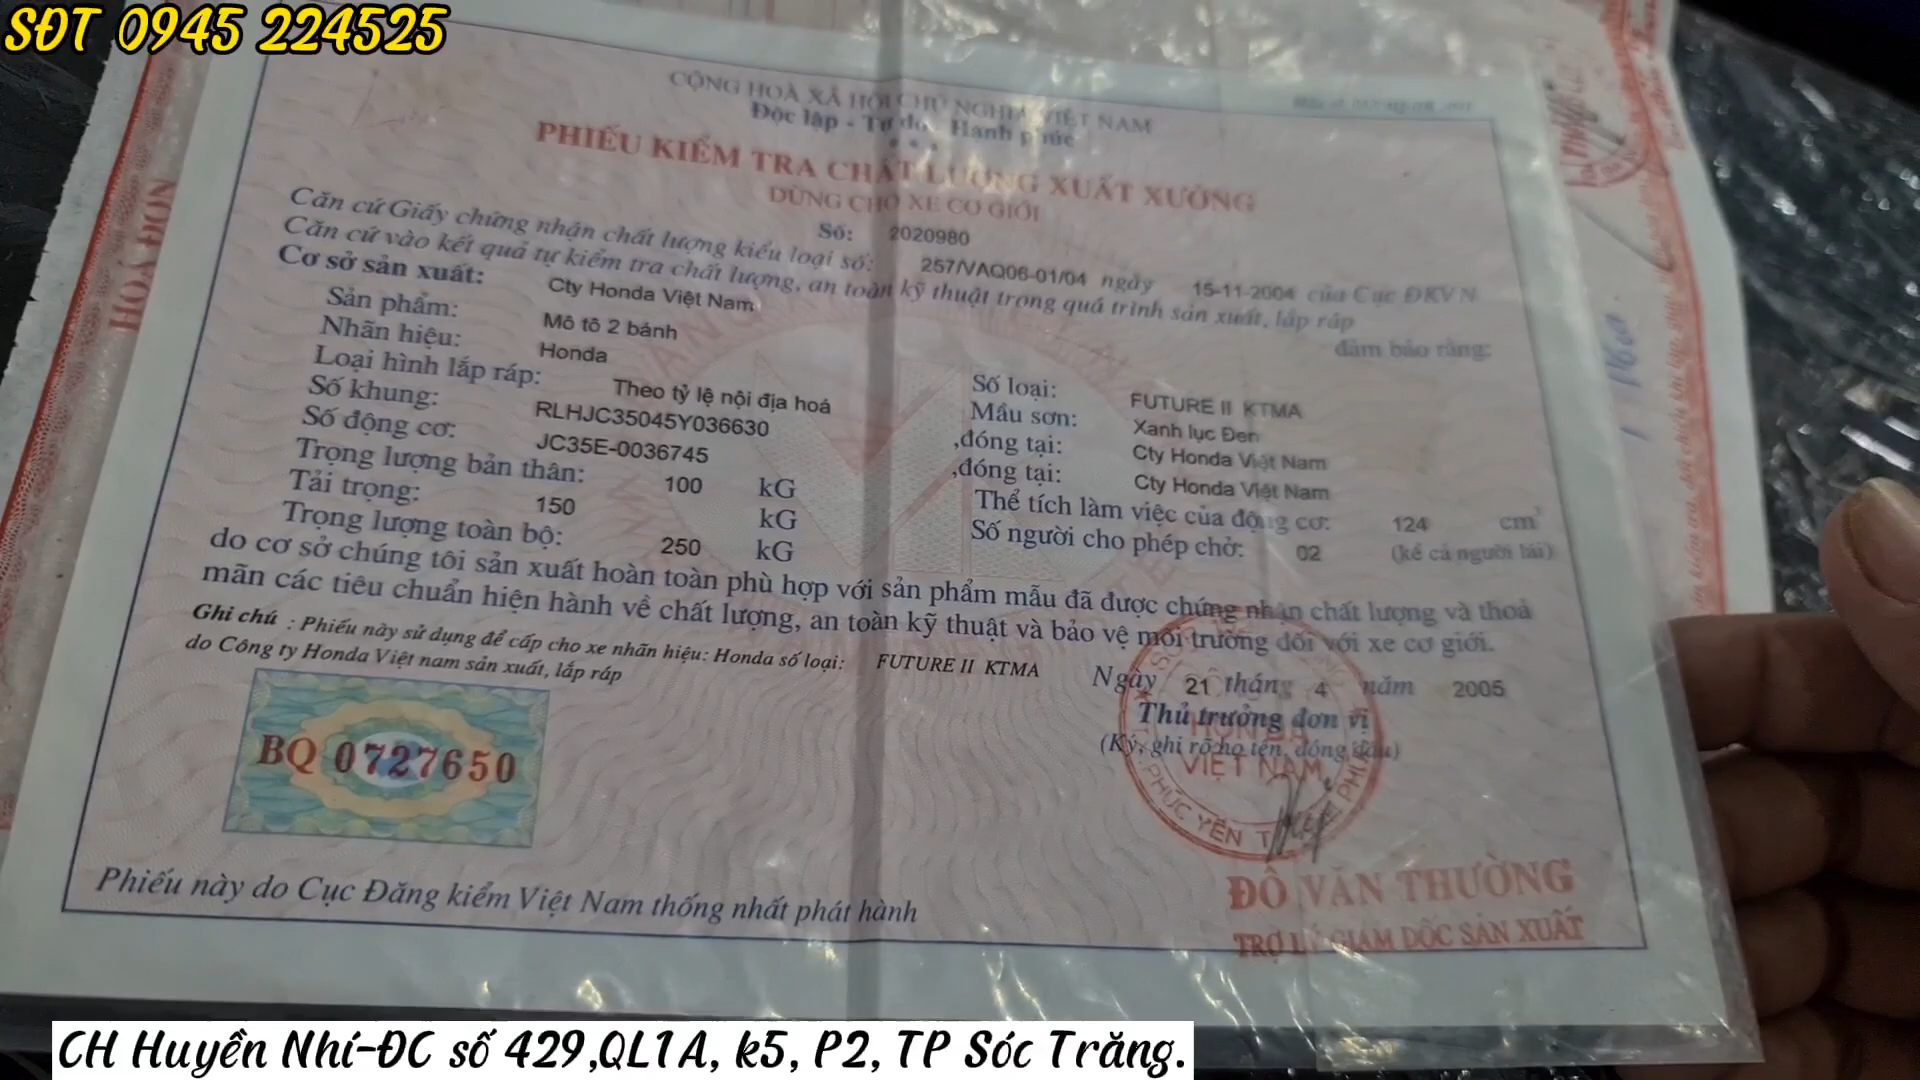 SĐT 0945 224525
CỘNG HOÀ XÃ HỘI CHỦ NGHĨA VIỆT NAM
Độc lập - Tự do - Hạnh phúc
PHIẾU KIỂM TRA CHẤT LƯỢNG XUẤT XƯỞNG
DÙNG CHO XE CƠ GIỚI
Số: 2020980
Căn cứ Giấy chứng nhận chất lượng kiểu loại số: 257/VAQ06-01/04 ngày 15-11-2004 của Cục ĐKVN
Căn cứ vào kết quả tự kiểm tra chất lượng, an toàn kỹ thuật trong quá trình sản xuất, lắp ráp
Cơ sở sản xuất: Cty Honda Việt Nam đảm bảo rằng:
Sản phẩm: Mô tô 2 bánh
Nhãn hiệu: Honda Số loại: FUTURE II KTMA
Loại hình lắp ráp: Theo tỷ lệ nội địa hoá Mầu sơn: Xanh lục Đen
Số khung: RLHJC35045Y036630 ,đóng tại: Cty Honda Việt Nam
Số động cơ: JC35E-0036745 ,đóng tại: Cty Honda Việt Nam
Trọng lượng bản thân: 100 kG Thể tích làm việc của động cơ: 124 cm³
Tải trọng: 150 kG Số người cho phép chở: 02 (kể cả người lái)
Trọng lượng toàn bộ: 250 kG
do cơ sở chúng tôi sản xuất hoàn toàn phù hợp với sản phẩm mẫu đã được chứng nhận chất lượng và thoả
mãn các tiêu chuẩn hiện hành về chất lượng, an toàn kỹ thuật và bảo vệ môi trường đối với xe cơ giới.
Ghi chú : Phiếu này sử dụng để cấp cho xe nhãn hiệu: Honda số loại: FUTURE II KTMA
do Công ty Honda Việt nam sản xuất, lắp ráp
Ngày 21 tháng 4 năm 2005
Thủ trưởng đơn vị
(Ký, ghi rõ họ tên, đóng dấu)
HONDA
VIỆT NAM
PHÚC YÊN
BQ 0727650
ĐỖ VĂN THƯỜNG
TRỢ LÝ GIÁM ĐỐC SẢN XUẤT
Phiếu này do Cục Đăng kiểm Việt Nam thống nhất phát hành
HOÁ ĐƠN
CH Huyền Nhí-ĐC số 429,QL1A, k5, P2, TP Sóc Trăng.